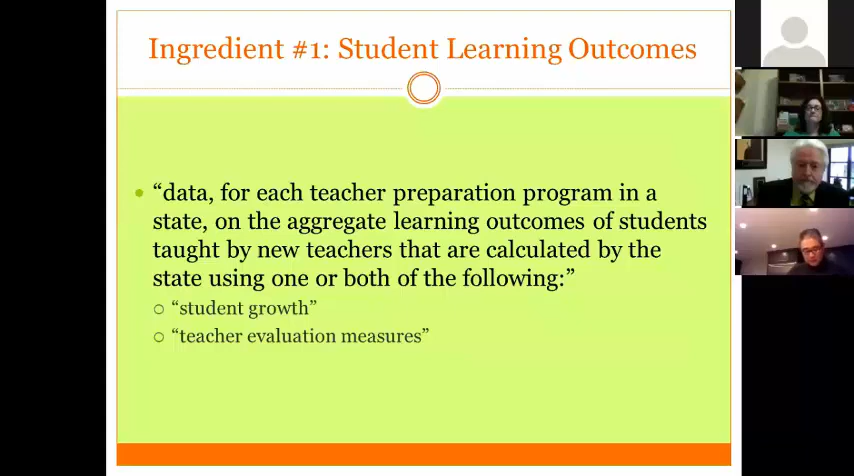 Ingredient #1: Student Learning Outcomes
“data, for each teacher preparation program in a
state, on the aggregate learning outcomes of students
taught by new teachers that are calculated by the
state using one or both of the following:”
“student growth”
“teacher evaluation measures”